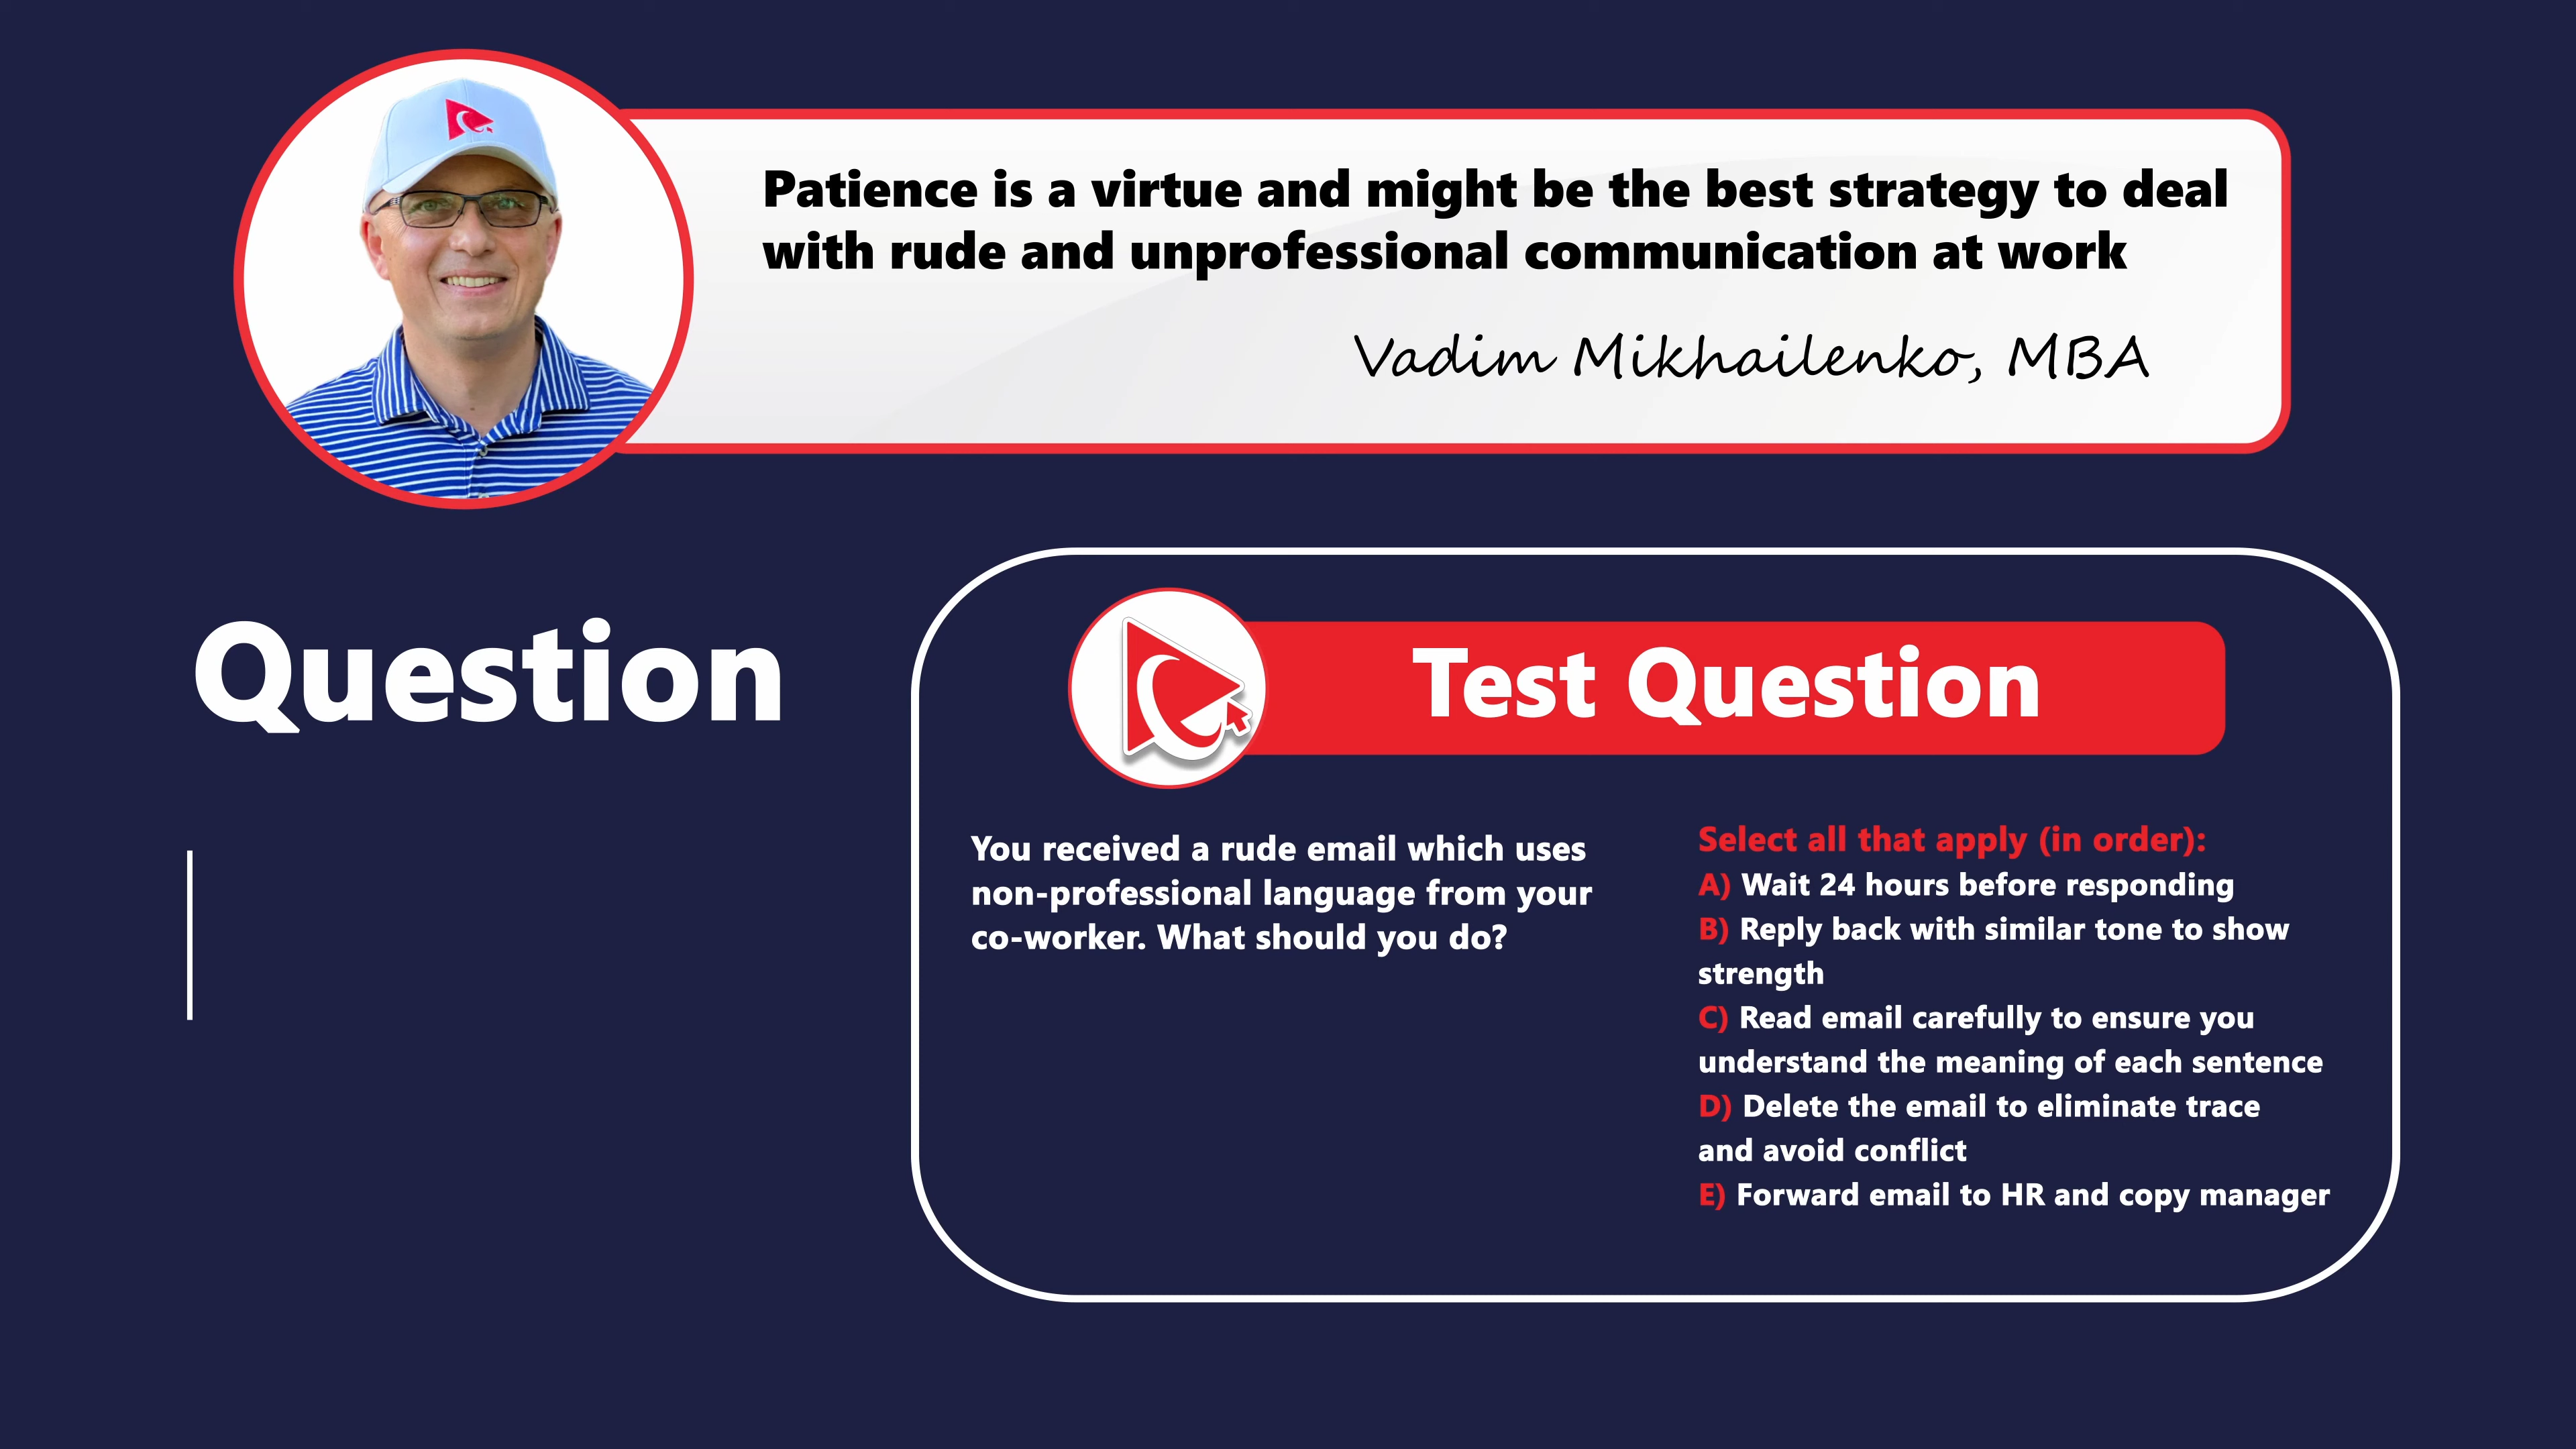 Patience is a virtue and might be the best strategy to deal
with rude and unprofessional communication at work
Vadim Mikhailenko, MBA
Question
Test Question
You received a rude email which uses
non-professional language from your
co-worker. What should you do?
Select all that apply (in order):
A) Wait 24 hours before responding
B) Reply back with similar tone to show
strength
C) Read email carefully to ensure you
understand the meaning of each sentence
D) Delete the email to eliminate trace
and avoid conflict
E) Forward email to HR and copy manager